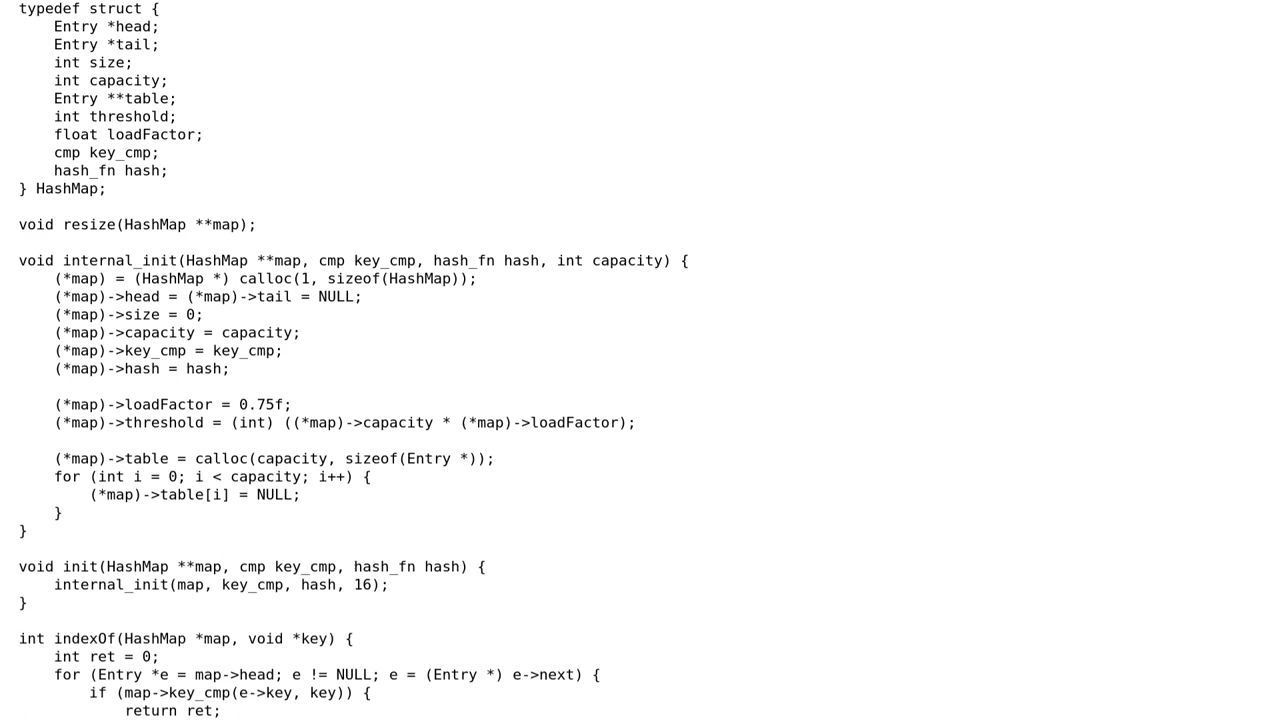 typedef struct {
    Entry *head;
    Entry *tail;
    int size;
    int capacity;
    Entry **table;
    int threshold;
    float loadFactor;
    cmp key_cmp;
    hash_fn hash;
} HashMap;

void resize(HashMap **map);

void internal_init(HashMap **map, cmp key_cmp, hash_fn hash, int capacity) {
    (*map) = (HashMap *) calloc(1, sizeof(HashMap));
    (*map)->head = (*map)->tail = NULL;
    (*map)->size = 0;
    (*map)->capacity = capacity;
    (*map)->key_cmp = key_cmp;
    (*map)->hash = hash;

    (*map)->loadFactor = 0.75f;
    (*map)->threshold = (int) ((*map)->capacity * (*map)->loadFactor);

    (*map)->table = calloc(capacity, sizeof(Entry *));
    for (int i = 0; i < capacity; i++) {
        (*map)->table[i] = NULL;
    }
}

void init(HashMap **map, cmp key_cmp, hash_fn hash) {
    internal_init(map, key_cmp, hash, 16);
}

int indexOf(HashMap *map, void *key) {
    int ret = 0;
    for (Entry *e = map->head; e != NULL; e = (Entry *) e->next) {
        if (map->key_cmp(e->key, key)) {
            return ret;